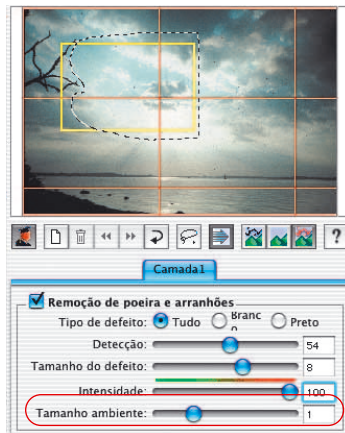 ?
Camada1
Remoção de poeira e arranhões
Tipo de defeito: Tudo Branc o Preto
Detecção: 54
Tamanho do defeito: 8
Intensidade: 100
Tamanho ambiente: 1